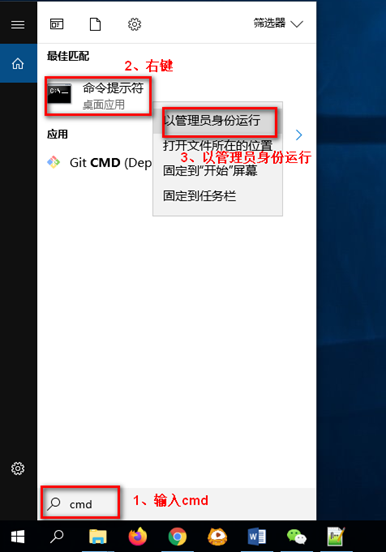 筛选器
最佳匹配
2、右键
命令提示符
桌面应用
以管理员身份运行
应用
打开文件所在的位置
3、以管理员身份运行
Git CMD (Dep
固定到"开始"屏幕
固定到任务栏
cmd
1、输入cmd